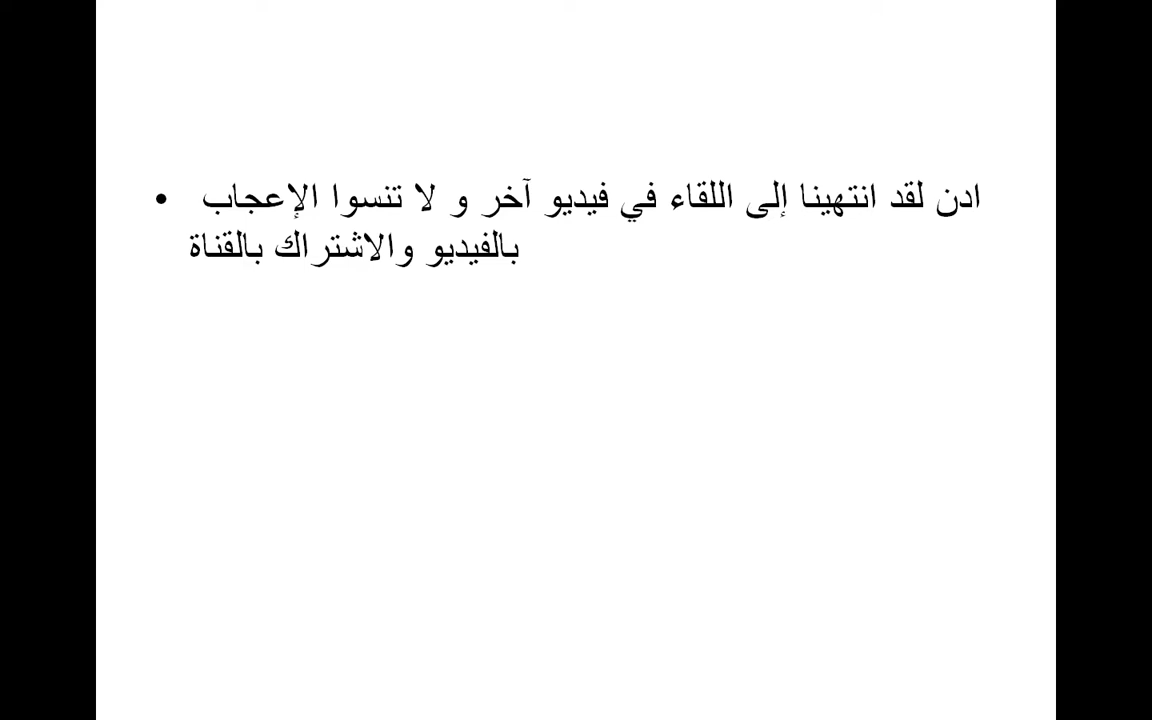 • ادن لقد انتهينا إلى اللقاء في فيديو آخر و لا تنسوا الإعجاب
بالفيديو والاشتراك بالقناة